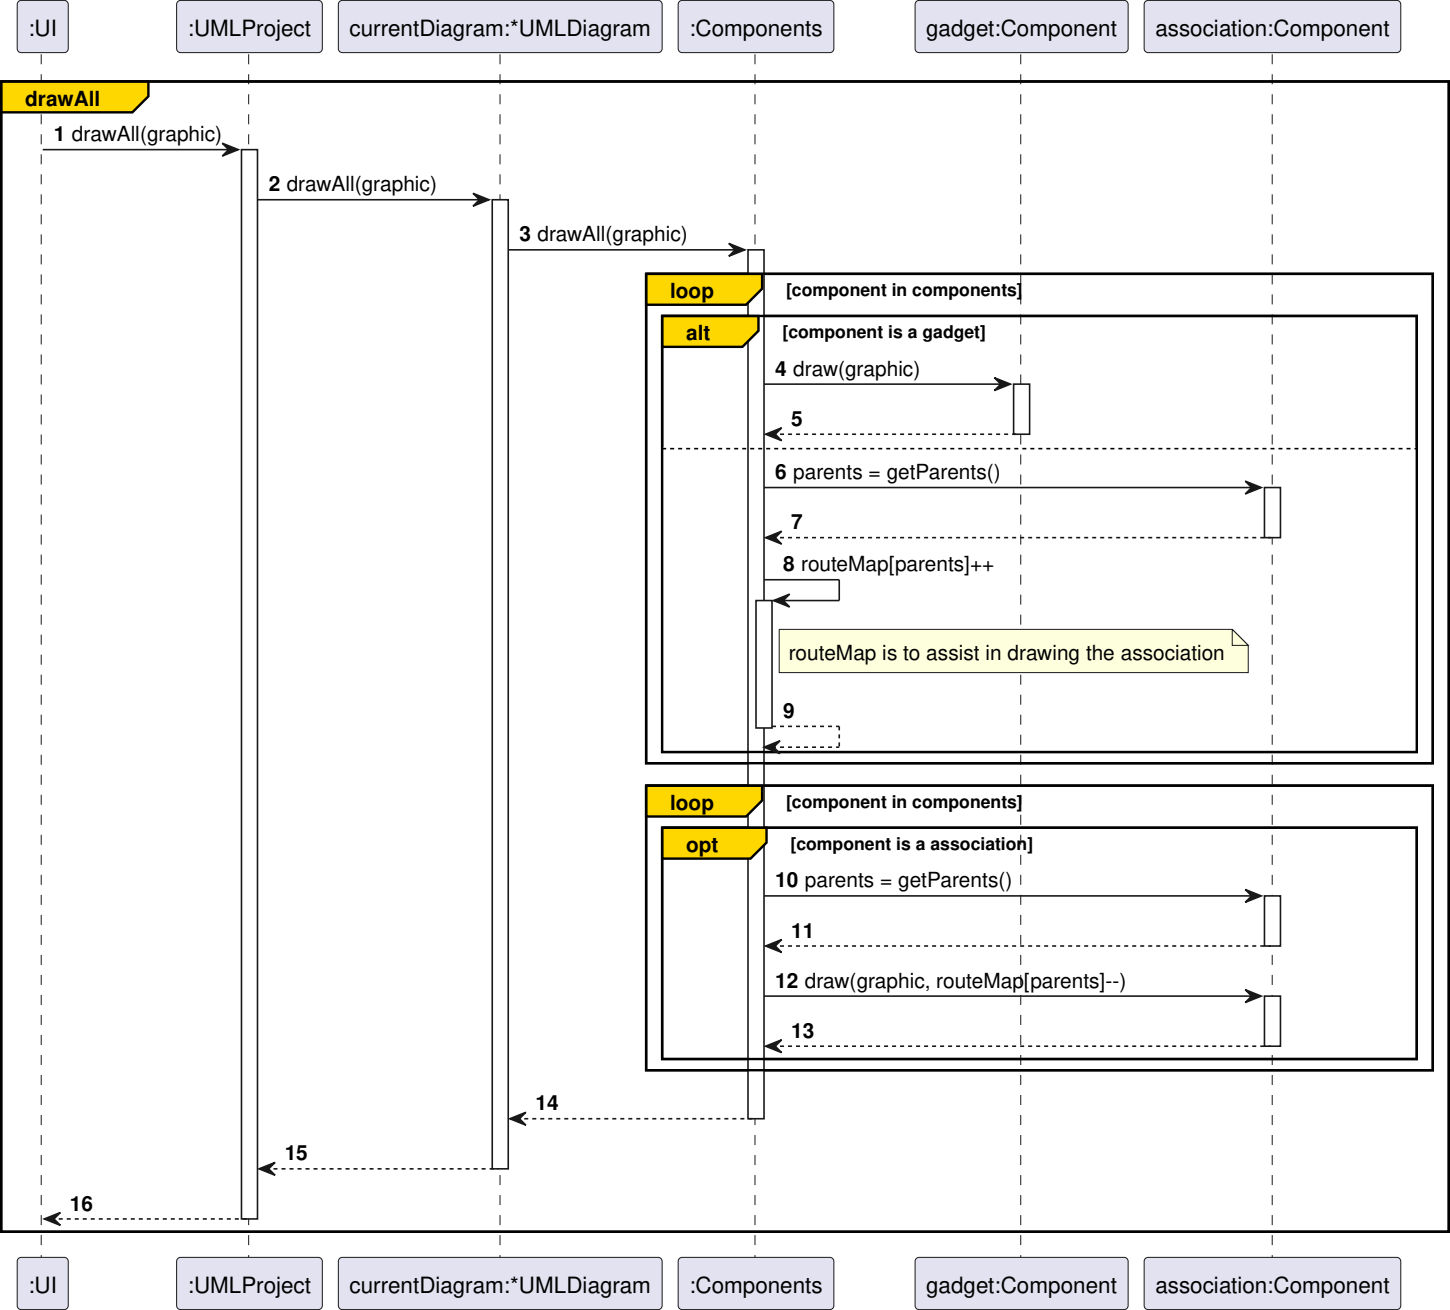 :UI
:UMLProject
currentDiagram:*UMLDiagram
:Components
gadget:Component
association:Component
drawAll
1 drawAll(graphic)
2 drawAll(graphic)
3 drawAll(graphic)
loop
[component in components]
alt
[component is a gadget]
4 draw(graphic)
5
6 parents = getParents()
7
8 routeMap[parents]++
routeMap is to assist in drawing the association
9
loop
[component in components]
opt
[component is a association]
10 parents = getParents()
11
12 draw(graphic, routeMap[parents]--)
13
14
15
16
:UI
:UMLProject
currentDiagram:*UMLDiagram
:Components
gadget:Component
association:Component